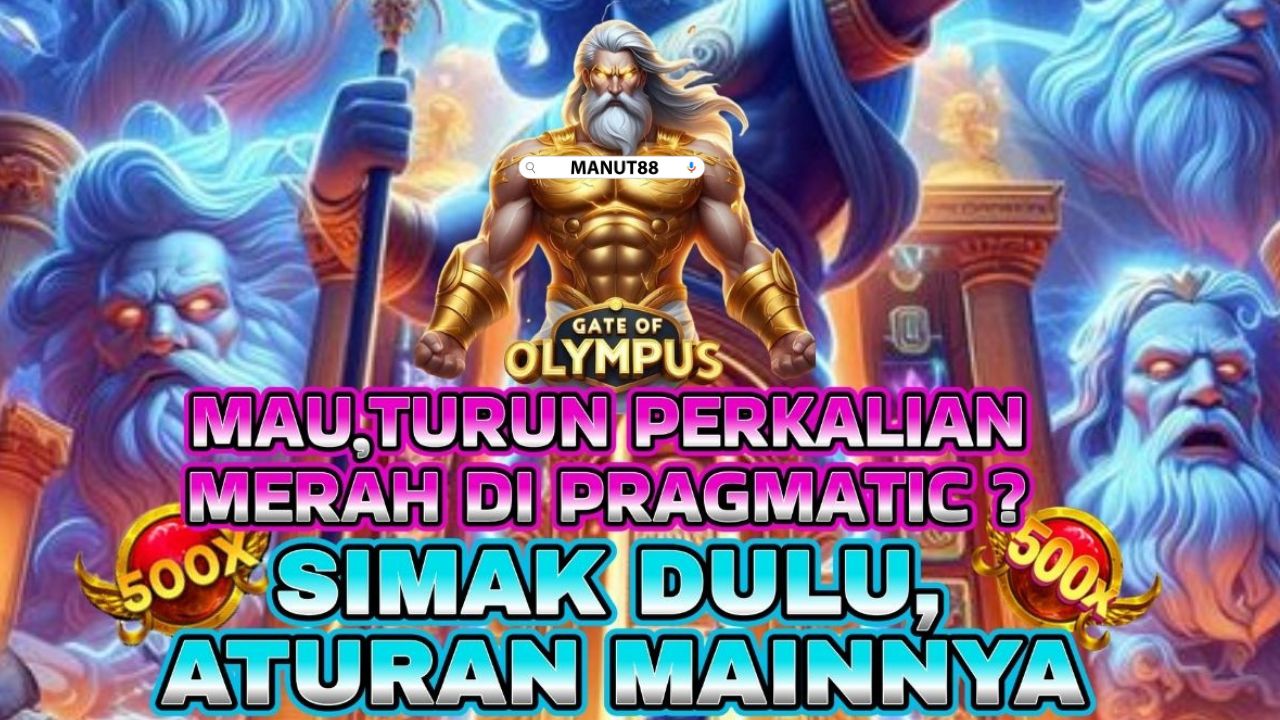 MANUT88
GATE OF
OLYMPUS
MAU,TURUN PERKALIAN
MERAH DI PRAGMATIC ?
500X
500x
SIMAK DULU,
ATURAN MAINNYA